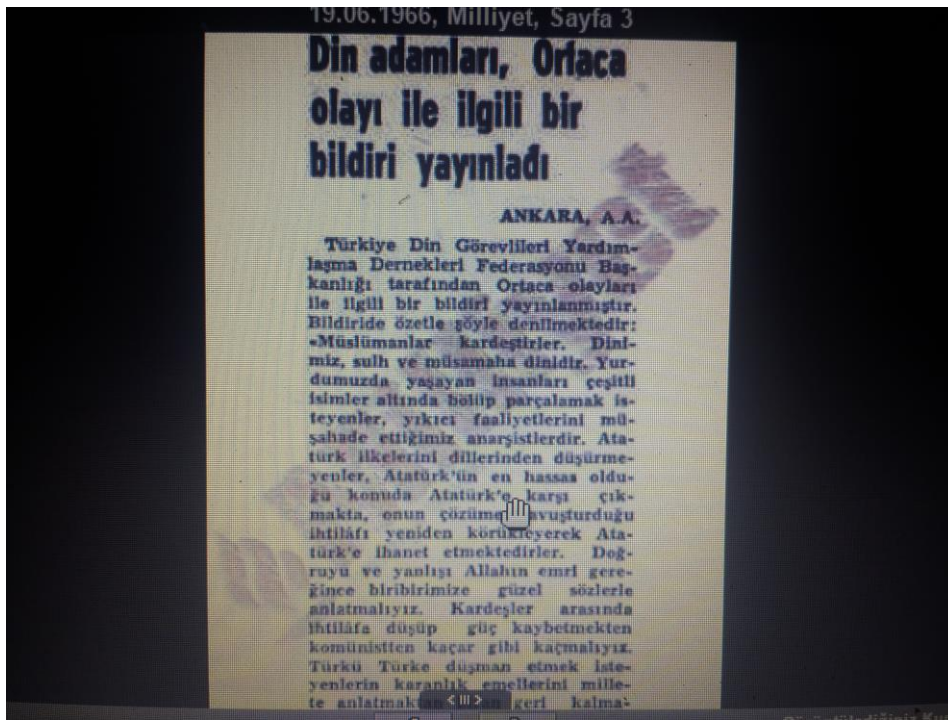 19.06.1966, Milliyet, Sayfa 3
Din adamları, Ortaca
olayı ile ilgili bir
bildiri yayınladı
ANKARA, A.A.
Türkiye Din Görevlileri Yardım-
laşma Dernekleri Federasyonu Baş-
kanlığı tarafından Ortaca olayları
ile ilgili bir bildiri yayınlanmıştır.
Bildiride özetle şöyle denilmektedir:
«Müslümanlar kardeştirler. Dini-
miz, sulh ve müsamaha dinidir. Yur-
dumuzda yaşayan insanları çeşitli
isimler altında bölüp parçalamak is-
teyenler, yıkıcı faaliyetlerini mü-
şahade ettiğimiz anarşistlerdir. Ata-
türk ilkelerini dillerinden düşürme-
yenler, Atatürk'ün en hassas oldu-
ğu konuda Atatürk'e karşı çık-
makta, onun çözüme avuşturduğu
ihtilâfı yeniden körükleyerek Ata-
türk'e ihanet etmektedirler. Doğ-
ruyu ve yanlışı Allahın emri gere-
ğince biribirimize güzel sözlerle
anlatmalıyız. Kardeşler arasında
ihtilâfa düşüp güç kaybetmekten
komünistten kaçar gibi kaçmalıyız.
Türkü Türke düşman etmek iste-
yenlerin karanlık emellerini mille-
te geri kalma-